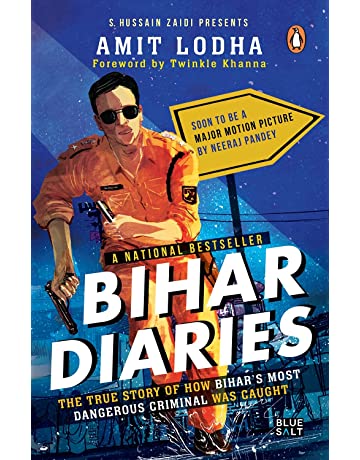 S. HUSSAIN ZAIDI PRESENTS
AMIT LODHA
Foreword by Twinkle Khanna
SOON TO BE A
MAJOR MOTION PICTURE
BY NEERAJ PANDEY
A NATIONAL BESTSELLER
BIHAR
DIARIES
THE TRUE STORY OF HOW BIHAR'S MOST
DANGEROUS CRIMINAL WAS CAUGHT
BLUE
SALT